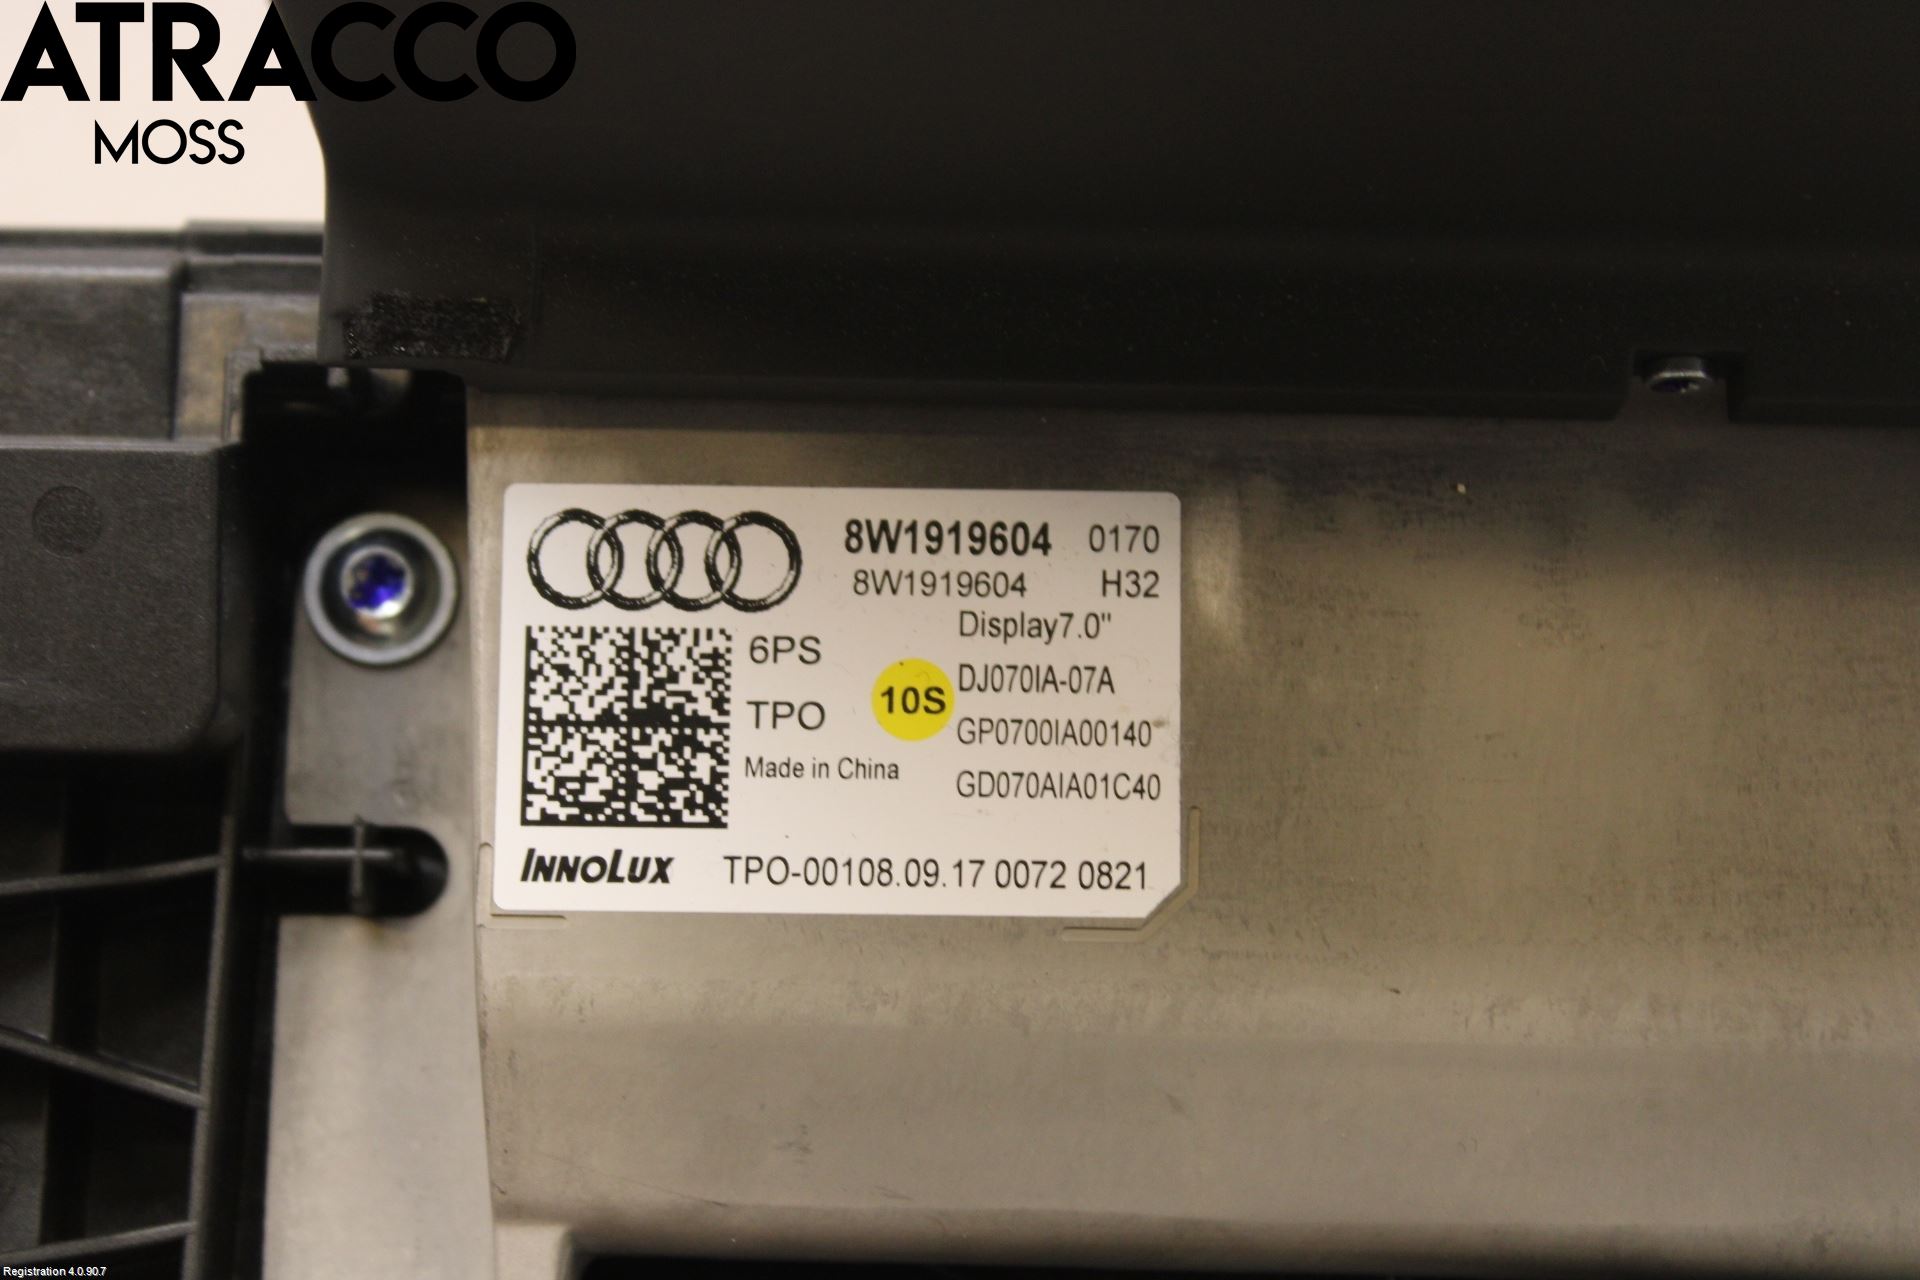 ATRACCO
MOSS
8W1919604 0170
8W1919604 H32
Display7.0"
6PS
10S
DJ070IA-07A
TPO
GP0700IA00140
Made in China
GD070AIA01C40
INNOLUX TPO-00108.09.17 0072 0821
Registration 4.0.90.7